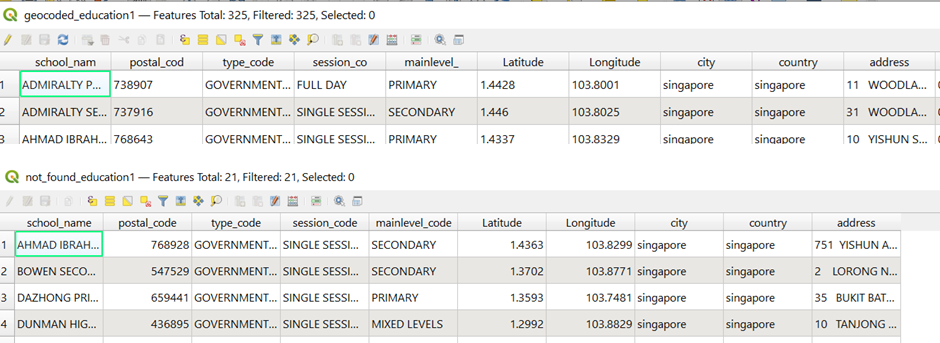 geocoded_education1 — Features Total: 325, Filtered: 325, Selected: 0
school_nam postal_cod type_code session_co mainlevel_ Latitude Longitude city country address
1 ADMIRALTY P... 738907 GOVERNMENT... FULL DAY PRIMARY 1.4428 103.8001 singapore singapore 11 WOODLA...
2 ADMIRALTY SE... 737916 GOVERNMENT... SINGLE SESSI... SECONDARY 1.446 103.8025 singapore singapore 31 WOODLA...
3 AHMAD IBRAH... 768643 GOVERNMENT... SINGLE SESSI... PRIMARY 1.4337 103.8329 singapore singapore 10 YISHUN S...
not_found_education1 — Features Total: 21, Filtered: 21, Selected: 0
school_name postal_code type_code session_code mainlevel_code Latitude Longitude city country address
1 AHMAD IBRAH... 768928 GOVERNMENT... SINGLE SESSI... SECONDARY 1.4363 103.8299 singapore singapore 751 YISHUN A...
2 BOWEN SECO... 547529 GOVERNMENT... SINGLE SESSI... SECONDARY 1.3702 103.8771 singapore singapore 2 LORONG N...
3 DAZHONG PRI... 659441 GOVERNMENT... SINGLE SESSI... PRIMARY 1.3593 103.7481 singapore singapore 35 BUKIT BAT...
4 DUNMAN HIG... 436895 GOVERNMENT... SINGLE SESSI... MIXED LEVELS 1.2992 103.8829 singapore singapore 10 TANJONG ...